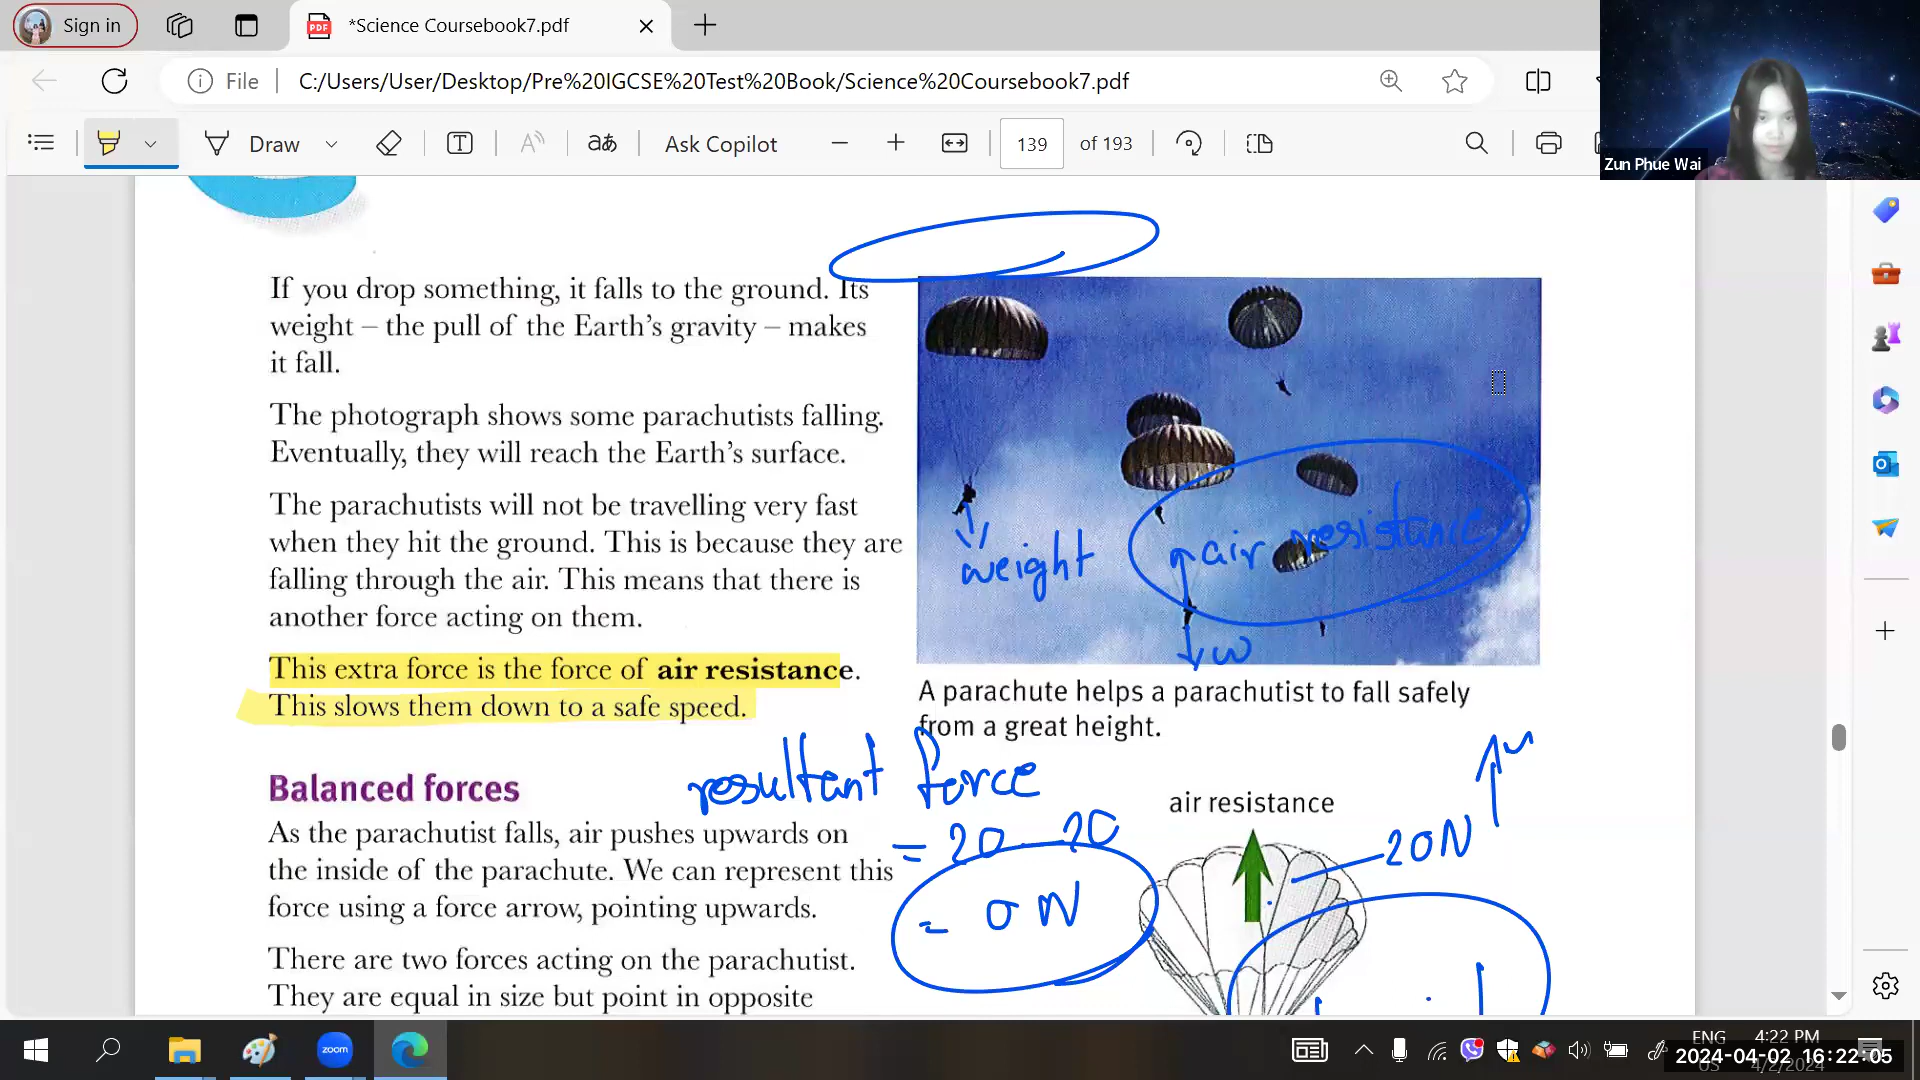 Sign in
*Science Coursebook7.pdf
File
C:/Users/User/Desktop/Pre%20IGCSE%20Test%20Book/Science%20Coursebook7.pdf
Draw
Ask Copilot
139
of 193
Zun Phue Wai
If you drop something, it falls to the ground. Its
weight – the pull of the Earth's gravity – makes
it fall.
The photograph shows some parachutists falling.
Eventually, they will reach the Earth's surface.
The parachutists will not be travelling very fast
when they hit the ground. This is because they are
falling through the air. This means that there is
another force acting on them.
This extra force is the force of air resistance.
This slows them down to a safe speed.
weight
air resistance
W
A parachute helps a parachutist to fall safely
from a great height.
resultant force
= 20 - 20
= 0 N
Balanced forces
As the parachutist falls, air pushes upwards on
the inside of the parachute. We can represent this
force using a force arrow, pointing upwards.
There are two forces acting on the parachutist.
They are equal in size but point in opposite
air resistance
20N
zoom
ENG
4:22 PM
2024-04-02 16:22:05
4/2/2024